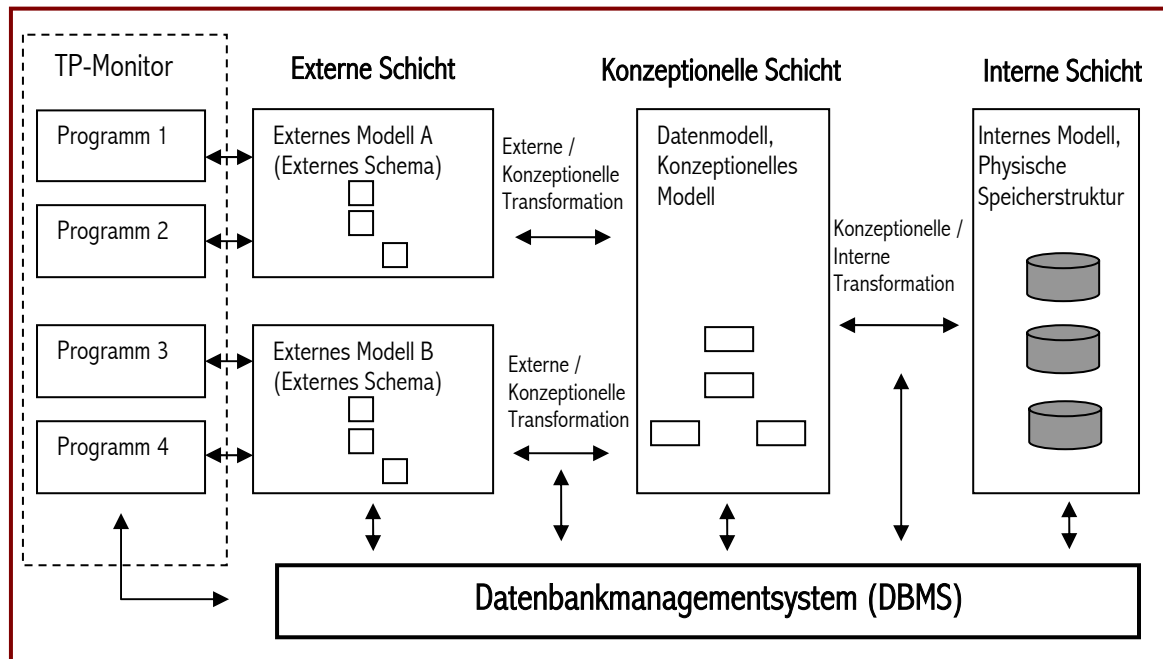 TP-Monitor
Externe Schicht
Konzeptionelle Schicht
Interne Schicht
Programm 1
Programm 2
Programm 3
Programm 4
Externes Modell A
(Externes Schema)
Externes Modell B
(Externes Schema)
Externe /
Konzeptionelle
Transformation
Externe /
Konzeptionelle
Transformation
Datenmodell,
Konzeptionelles
Modell
Konzeptionelle /
Interne
Transformation
Internes Modell,
Physische
Speicherstruktur
Datenbankmanagementsystem (DBMS)